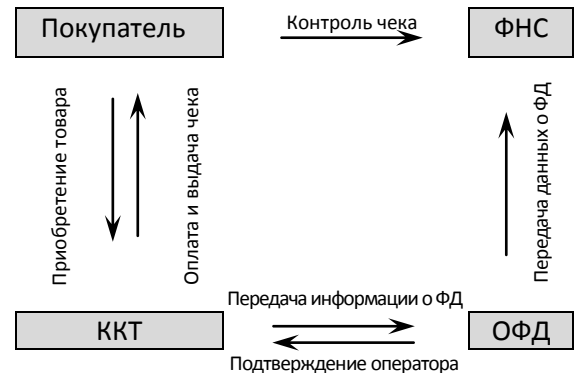 Покупатель
Контроль чека
ФНС
Приобретение товара
Оплата и выдача чека
Передача данных о ФД
Передача информации о ФД
ККТ
ОФД
Подтверждение оператора